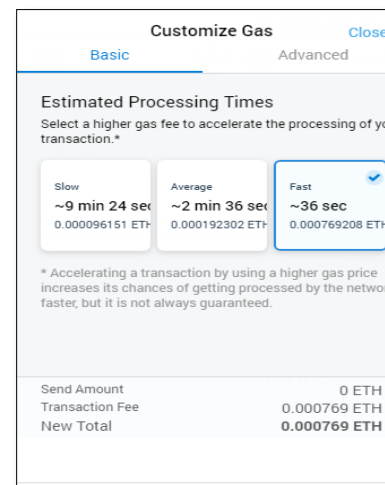 Customize Gas Close
Basic Advanced
Estimated Processing Times
Select a higher gas fee to accelerate the processing of yo
transaction.*
Slow Average Fast
~9 min 24 sec ~2 min 36 sec ~36 sec
0.000096151 ETH 0.000192302 ETH 0.000769208 ETH
* Accelerating a transaction by using a higher gas price
increases its chances of getting processed by the networ
faster, but it is not always guaranteed.
Send Amount 0 ETH
Transaction Fee 0.000769 ETH
New Total 0.000769 ETH